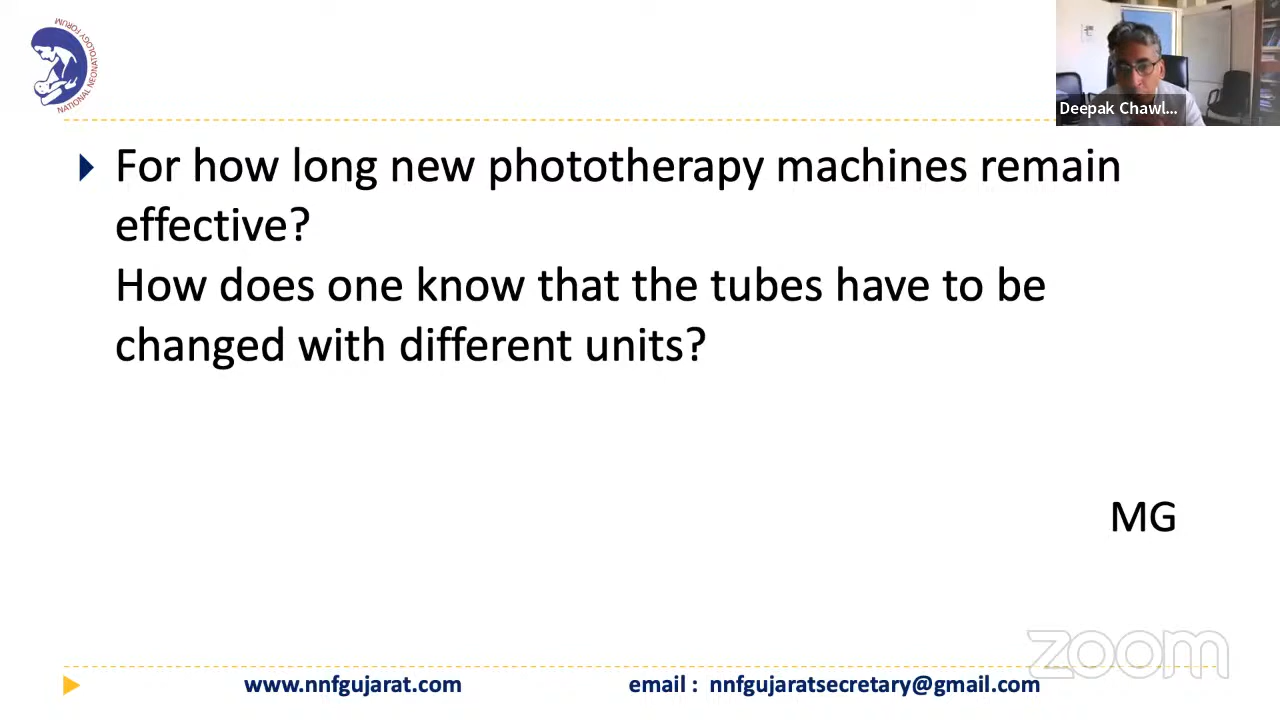 NATIONAL NEONATOLOGY FORUM
Deepak Chawl...
For how long new phototherapy machines remain
effective?
How does one know that the tubes have to be
changed with different units?
MG
zoom
www.nnfgujarat.com
email : nnfgujaratsecretary@gmail.com